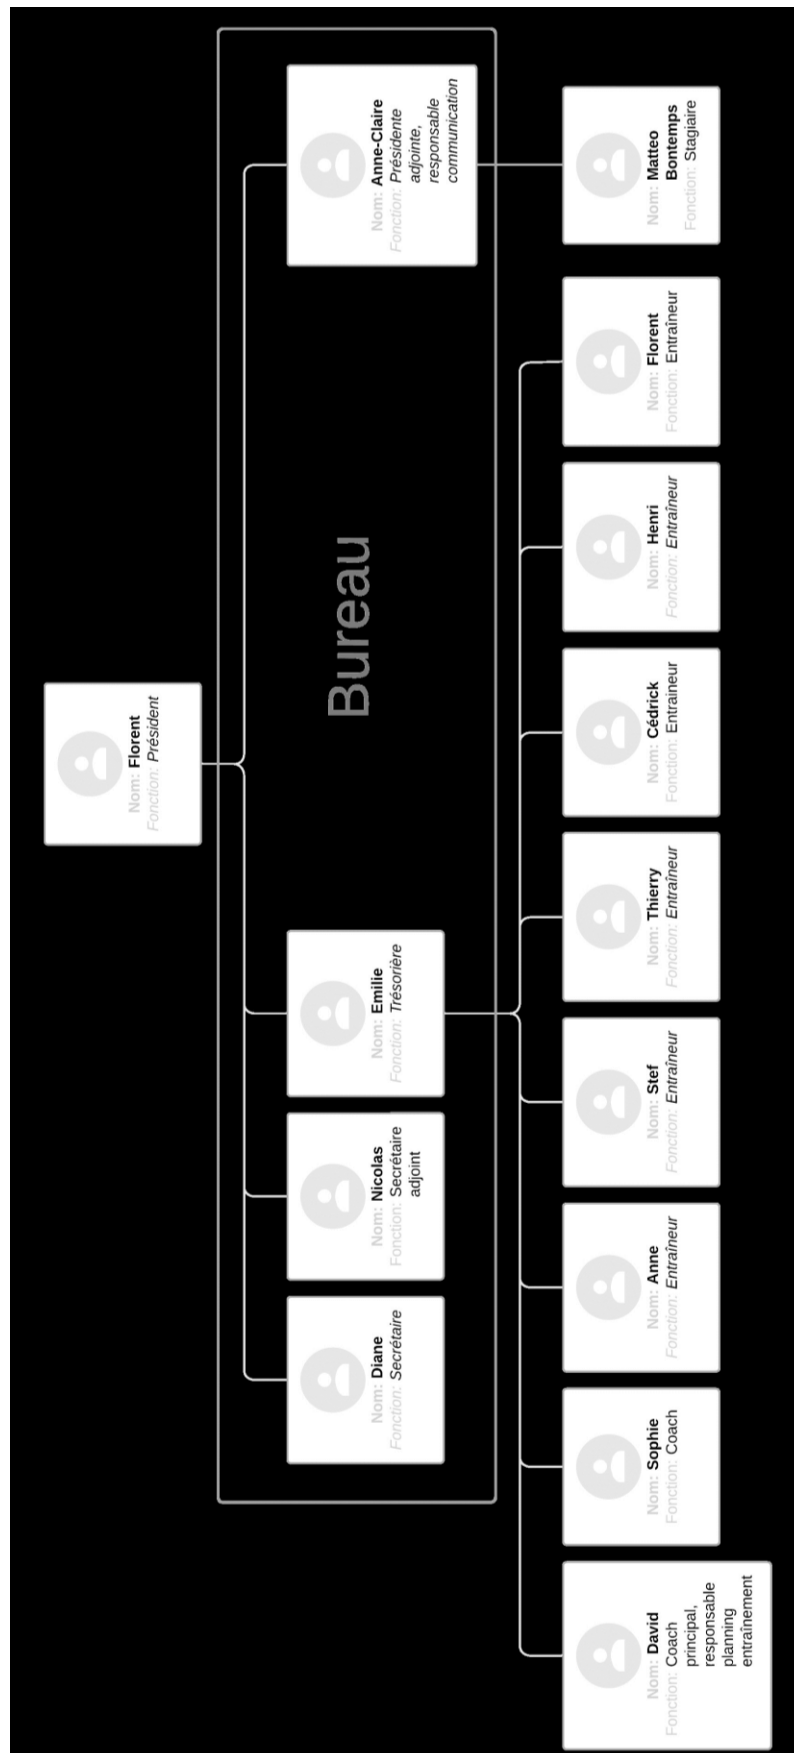 Nom: Florent
Fonction: Président
Nom: Diane
Fonction: Secrétaire
Nom: Nicolas
Fonction: Secrétaire
adjoint
Nom: Emilie
Fonction: Trésorière
Bureau
Nom: Anne-Claire
Fonction: Présidente
adjointe,
responsable
communication
Nom: David
Fonction: Coach
principal,
responsable
planning
entraînement
Nom: Sophie
Fonction: Coach
Nom: Anne
Fonction: Entraîneur
Nom: Stef
Fonction: Entraîneur
Nom: Thierry
Fonction: Entraîneur
Nom: Cédrick
Fonction: Entraineur
Nom: Henri
Fonction: Entraîneur
Nom: Florent
Fonction: Entraîneur
Nom: Matteo
Bontemps
Fonction: Stagiaire